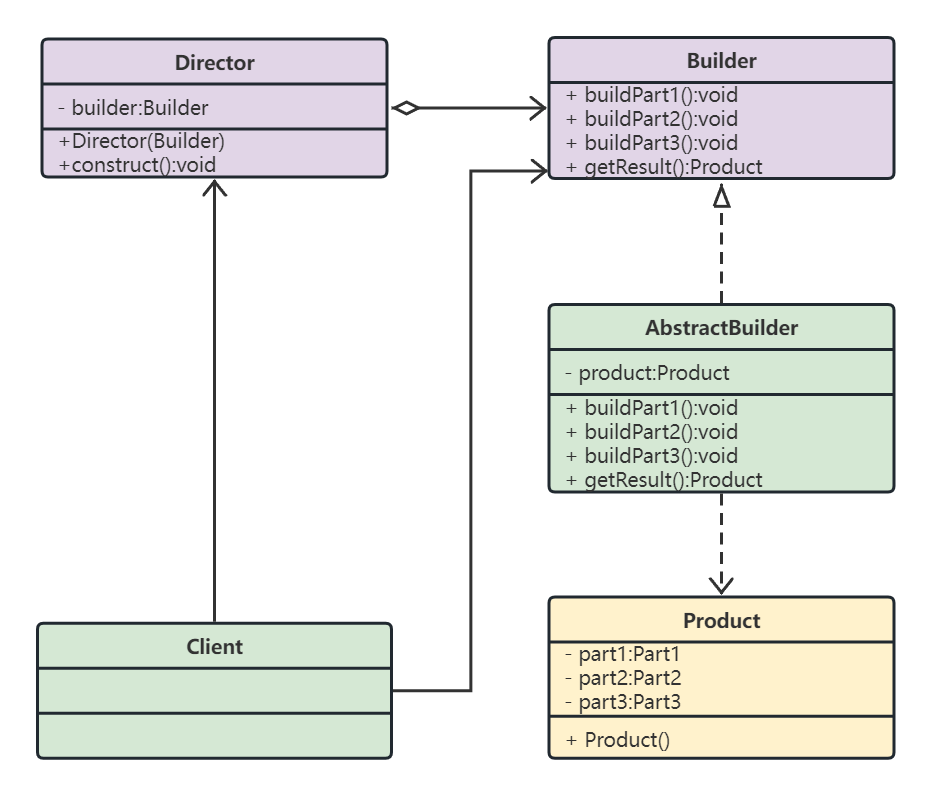 Director
- builder:Builder
+Director(Builder)
+construct():void
Builder
+ buildPart1():void
+ buildPart2():void
+ buildPart3():void
+ getResult():Product
AbstractBuilder
- product:Product
+ buildPart1():void
+ buildPart2():void
+ buildPart3():void
+ getResult():Product
Client
Product
- part1:Part1
- part2:Part2
- part3:Part3
+ Product()